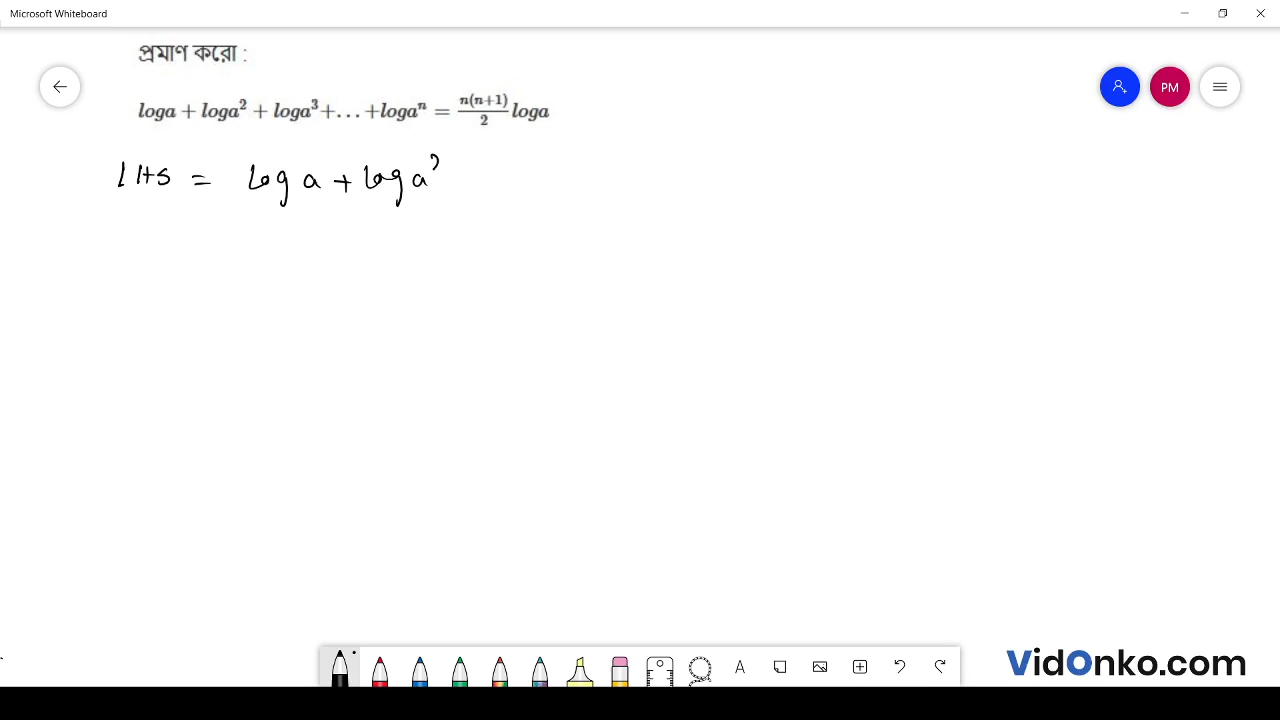 Microsoft Whiteboard
প্রমাণ করো :
PM
loga + loga² + loga³+...+logaⁿ = n(n+1)/2 loga
LHS = log a + log a²
A
VidOnko.com